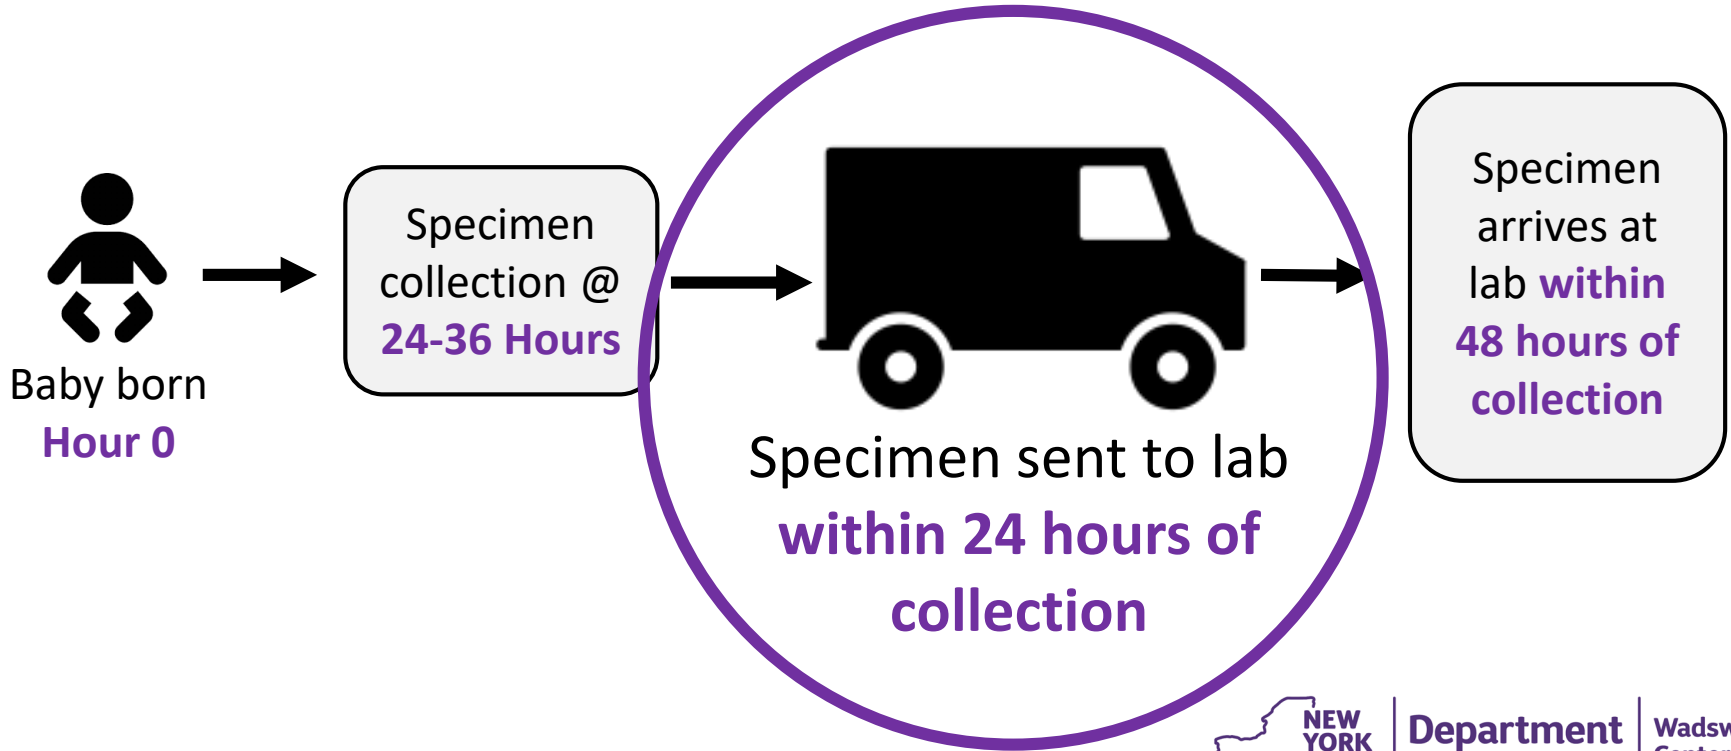 Baby born
Hour 0
Specimen
collection @
24-36 Hours
Specimen sent to lab
within 24 hours of
collection
Specimen
arrives at
lab within
48 hours of
collection
NEW
YORK
Department